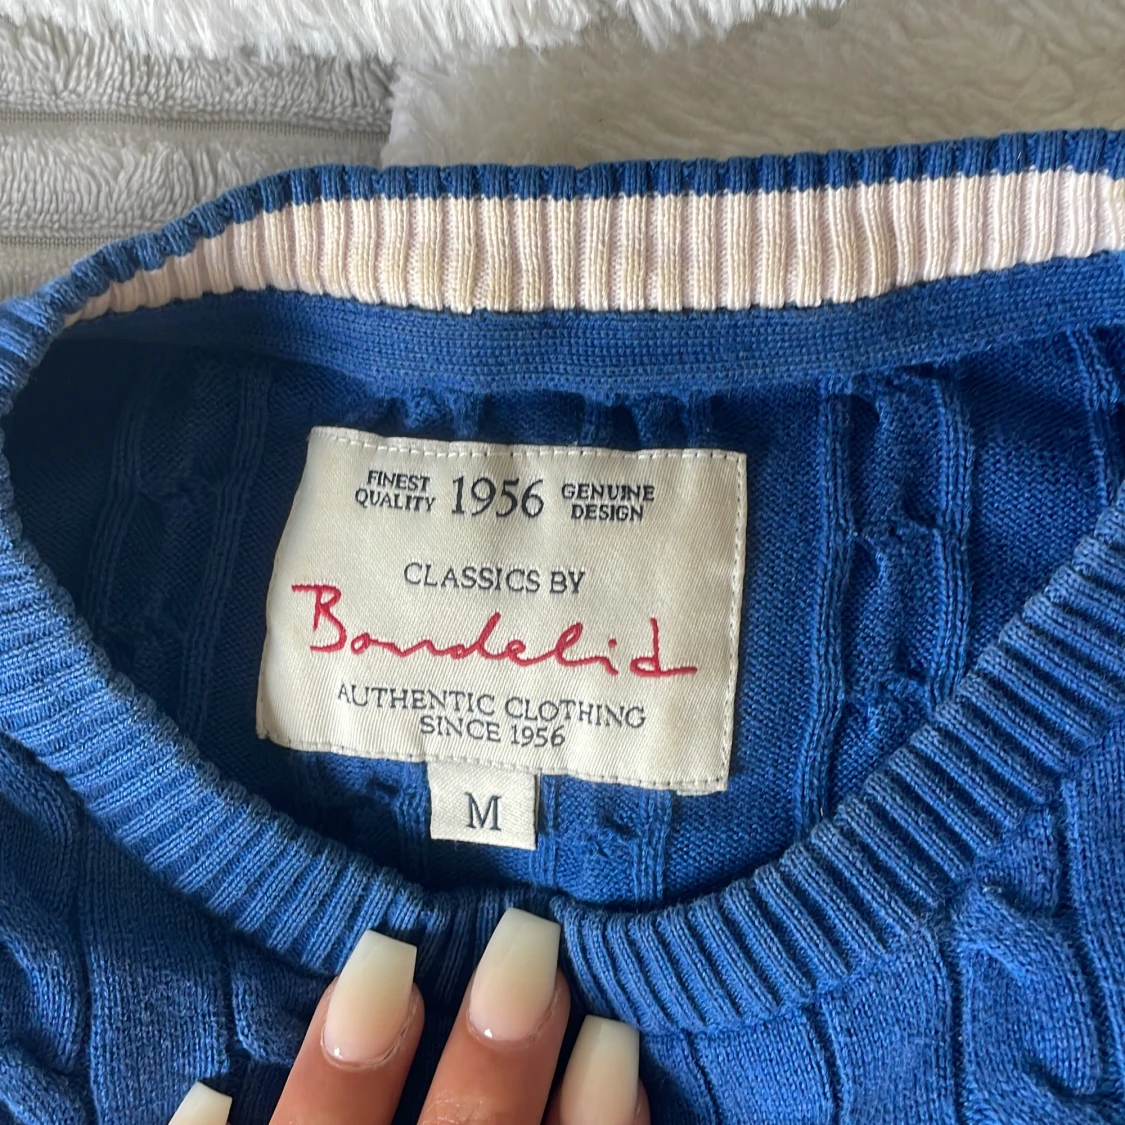 FINEST QUALITY 1956 GENUINE DESIGN
CLASSICS BY
Bondelid
AUTHENTIC CLOTHING
SINCE 1956
M